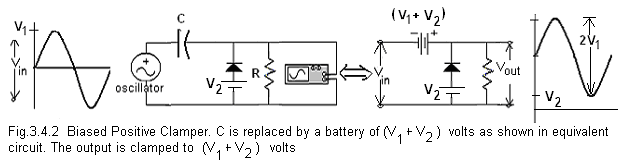 V1
Vin
C
oscillator
V2
R
(V1 + V2)
- +
Vin
V2
Vout
2V1
V2
Fig.3.4.2 Biased Positive Clamper. C is replaced by a battery of (V1 + V2) volts as shown in equivalent
circuit. The output is clamped to (V1 + V2) volts